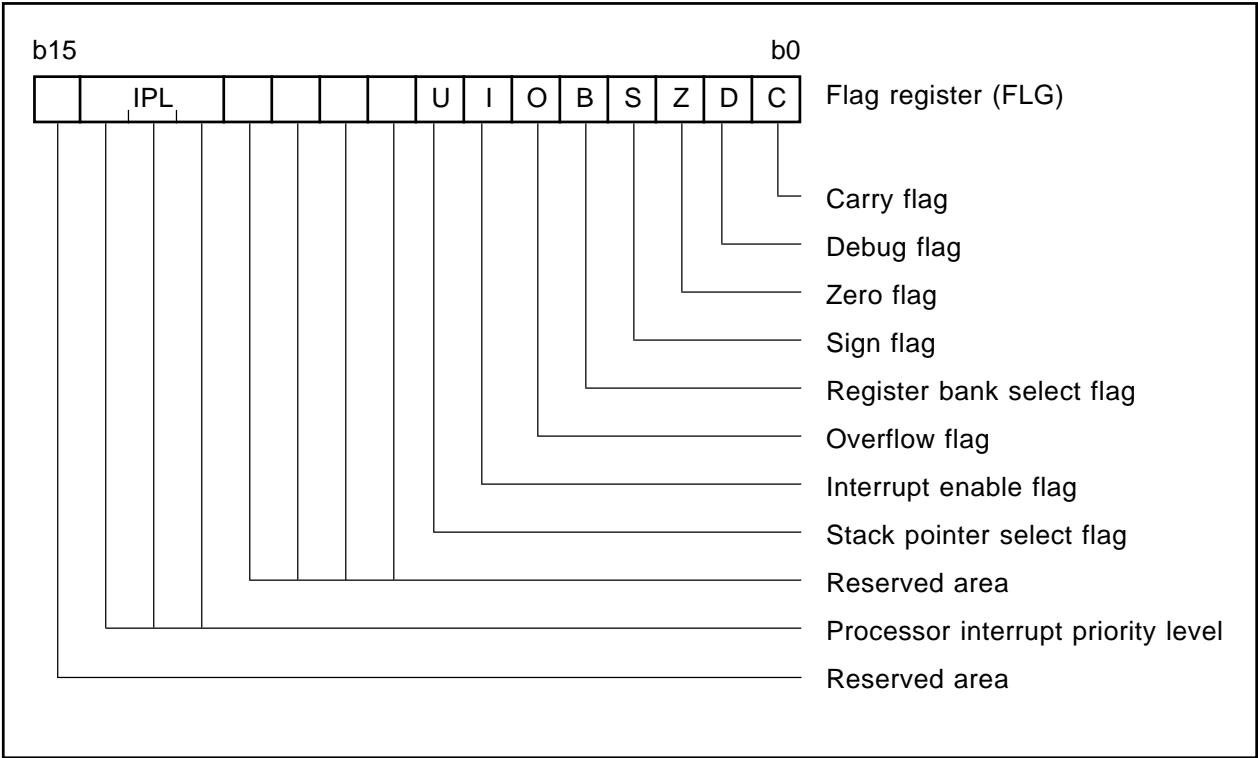 b15 b0
IPL U I O B S Z D C Flag register (FLG)
Carry flag
Debug flag
Zero flag
Sign flag
Register bank select flag
Overflow flag
Interrupt enable flag
Stack pointer select flag
Reserved area
Processor interrupt priority level
Reserved area